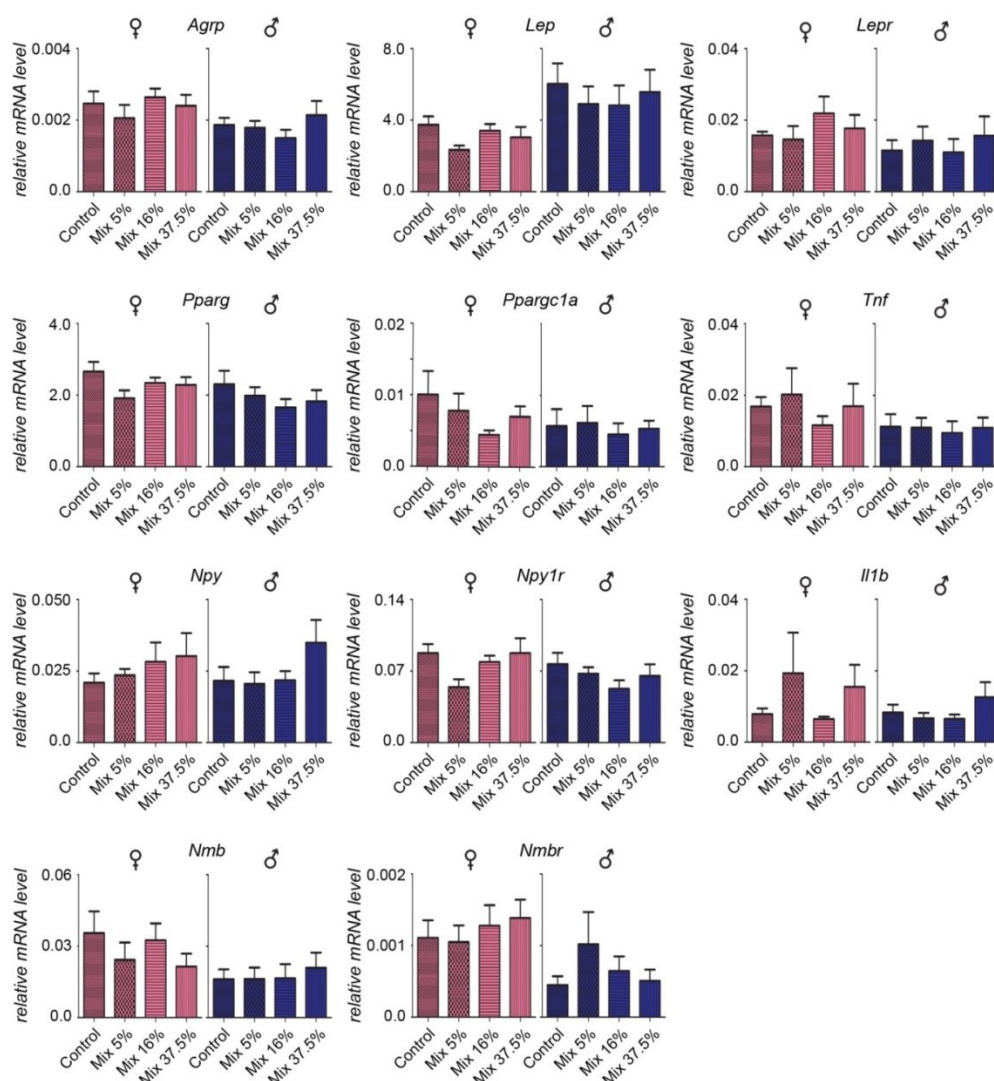 ♀ Agrp ♂
relative mRNA level
0.004
0.002
0.0
Control Mix 5% Mix 16% Mix 37.5% Control Mix 5% Mix 16% Mix 37.5%
♀ Lep ♂
relative mRNA level
8.0
4.0
0.0
Control Mix 5% Mix 16% Mix 37.5% Control Mix 5% Mix 16% Mix 37.5%
♀ Lepr ♂
relative mRNA level
0.04
0.02
0.0
Control Mix 5% Mix 16% Mix 37.5% Control Mix 5% Mix 16% Mix 37.5%
♀ Pparg ♂
relative mRNA level
4.0
2.0
0.0
Control Mix 5% Mix 16% Mix 37.5% Control Mix 5% Mix 16% Mix 37.5%
♀ Ppargc1a ♂
relative mRNA level
0.02
0.01
0.0
Control Mix 5% Mix 16% Mix 37.5% Control Mix 5% Mix 16% Mix 37.5%
♀ Tnf ♂
relative mRNA level
0.04
0.02
0.0
Control Mix 5% Mix 16% Mix 37.5% Control Mix 5% Mix 16% Mix 37.5%
♀ Npy ♂
relative mRNA level
0.050
0.025
0.0
Control Mix 5% Mix 16% Mix 37.5% Control Mix 5% Mix 16% Mix 37.5%
♀ Npy1r ♂
relative mRNA level
0.14
0.07
0.0
Control Mix 5% Mix 16% Mix 37.5% Control Mix 5% Mix 16% Mix 37.5%
♀ Il1b ♂
relative mRNA level
0.04
0.02
0.0
Control Mix 5% Mix 16% Mix 37.5% Control Mix 5% Mix 16% Mix 37.5%
♀ Nmb ♂
relative mRNA level
0.06
0.03
0.0
Control Mix 5% Mix 16% Mix 37.5% Control Mix 5% Mix 16% Mix 37.5%
♀ Nmbr ♂
relative mRNA level
0.002
0.001
0.0
Control Mix 5% Mix 16% Mix 37.5% Control Mix 5% Mix 16% Mix 37.5%